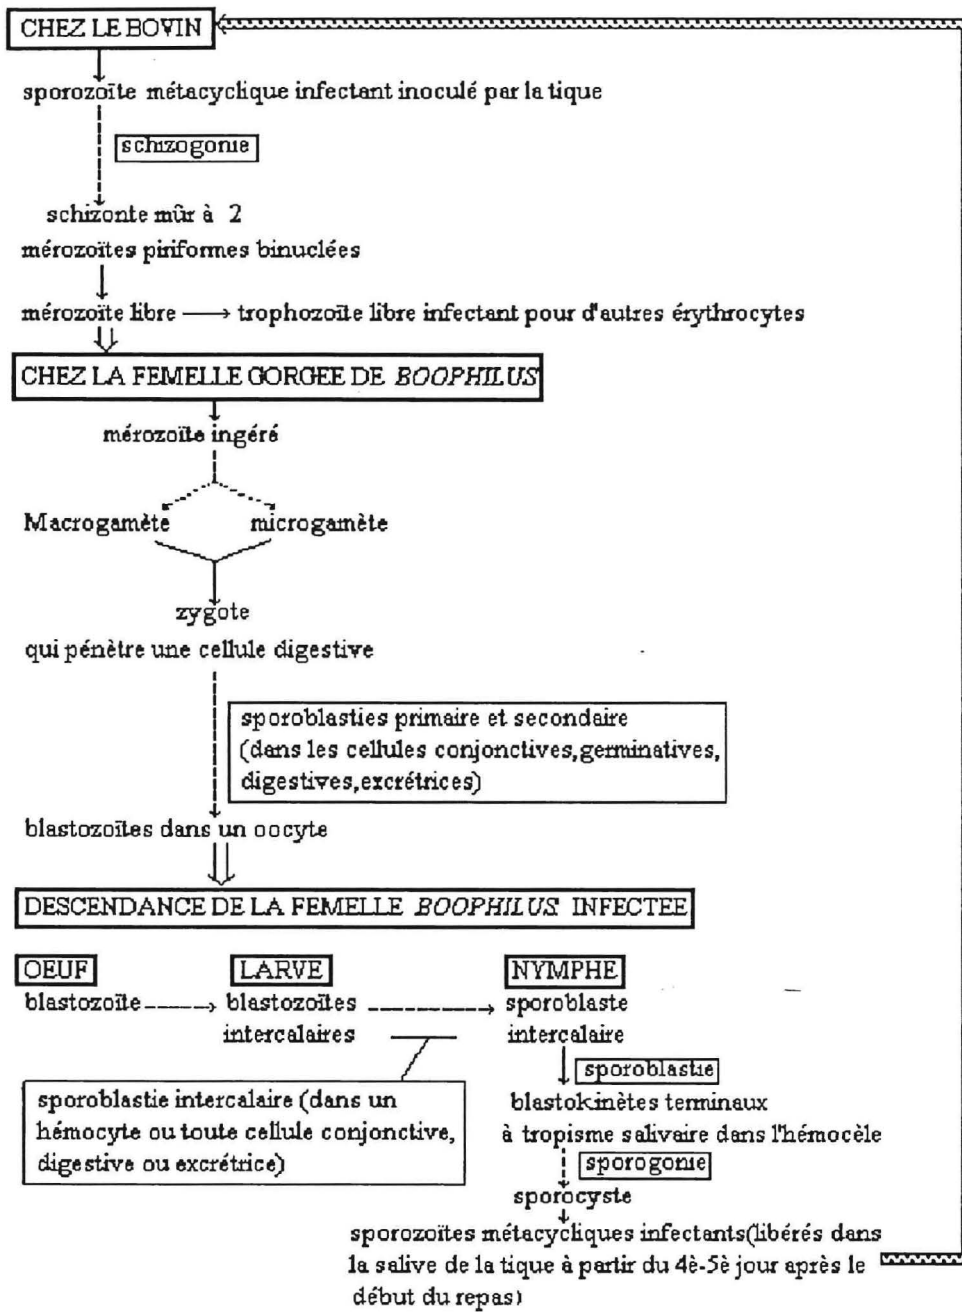 CHEZ LE BOVIN
sporozoïte métacyclique infectant inoculé par la tique
schizogonie
schizonte mûr à 2
mérozoïtes piriformes binuclées
mérozoïte libre → trophozoïte libre infectant pour d'autres érythrocytes
CHEZ LA FEMELLE GORGEE DE BOOPHILUS
mérozoïte ingéré
Macrogamète microgamète
zygote
qui pénètre une cellule digestive
sporoblasties primaire et secondaire
(dans les cellules conjonctives,germinatives,
digestives,excrétrices)
blastozoïtes dans un oocyte
DESCENDANCE DE LA FEMELLE BOOPHILUS INFECTEE
OEUF LARVE NYMPHE
blastozoïte blastozoïtes sporoblaste
intercalaires intercalaire
sporoblastie
sporoblastie intercalaire (dans un
hémocyte ou toute cellule conjonctive,
digestive ou excrétrice)
blastokinètes terminaux
à tropisme salivaire dans l'hémocèle
sporogonie
sporocyste
sporozoïtes métacycliques infectants(libérés dans
la salive de la tique à partir du 4è-5è jour après le
début du repas)